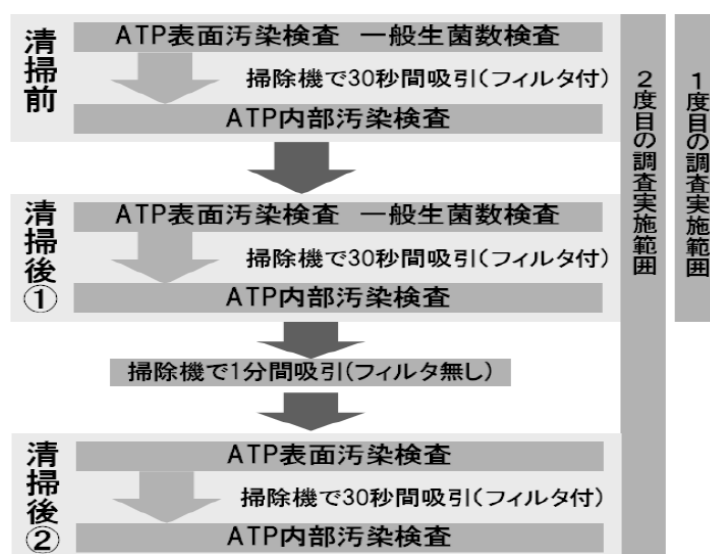 清掃前
ATP表面汚染検査 一般生菌数検査
掃除機で30秒間吸引(フィルタ付)
ATP内部汚染検査
清掃後①
ATP表面汚染検査 一般生菌数検査
掃除機で30秒間吸引(フィルタ付)
ATP内部汚染検査
掃除機で1分間吸引(フィルタ無し)
清掃後②
ATP表面汚染検査
掃除機で30秒間吸引(フィルタ付)
ATP内部汚染検査
2度目の調査実施範囲
1度目の調査実施範囲